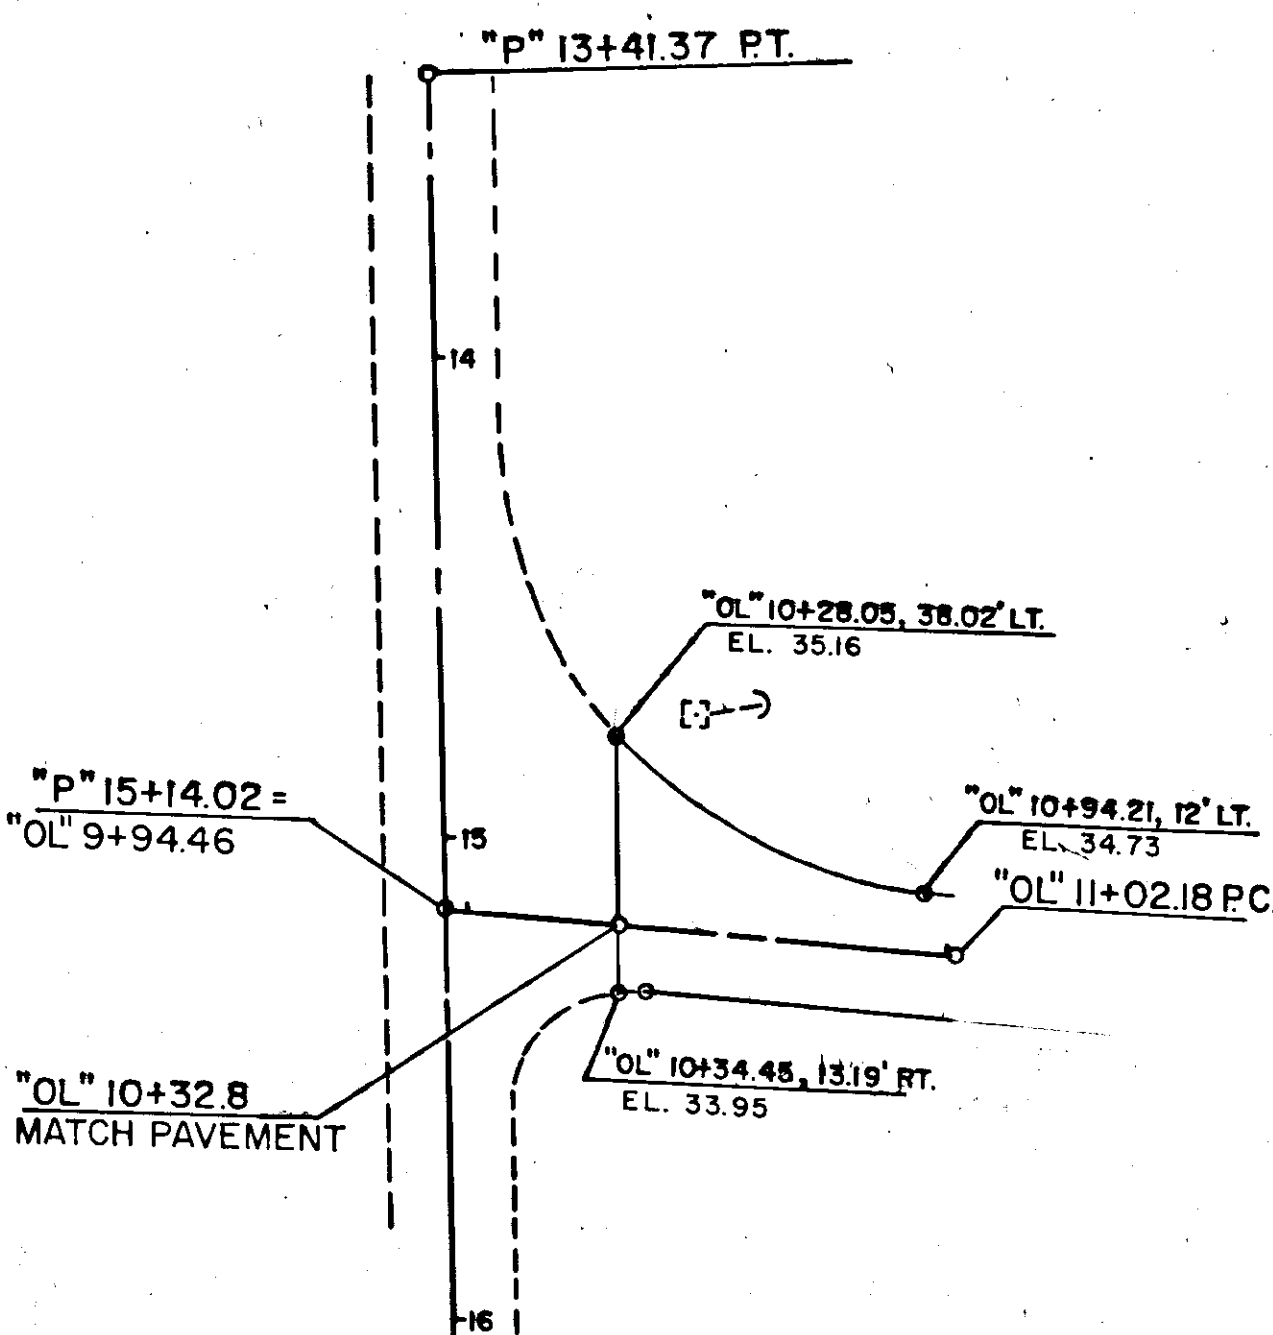 "P" 13+41.37 P.T.
14
"OL" 10+28.05, 38.02' LT.
EL. 35.16
"P" 15+14.02 =
"OL" 9+94.46
15
"OL" 10+94.21, 12' LT.
EL. 34.73
"OL" 11+02.18 P.C.
"OL" 10+32.8
MATCH PAVEMENT
"OL" 10+34.45, 13.19' RT.
EL. 33.95
16